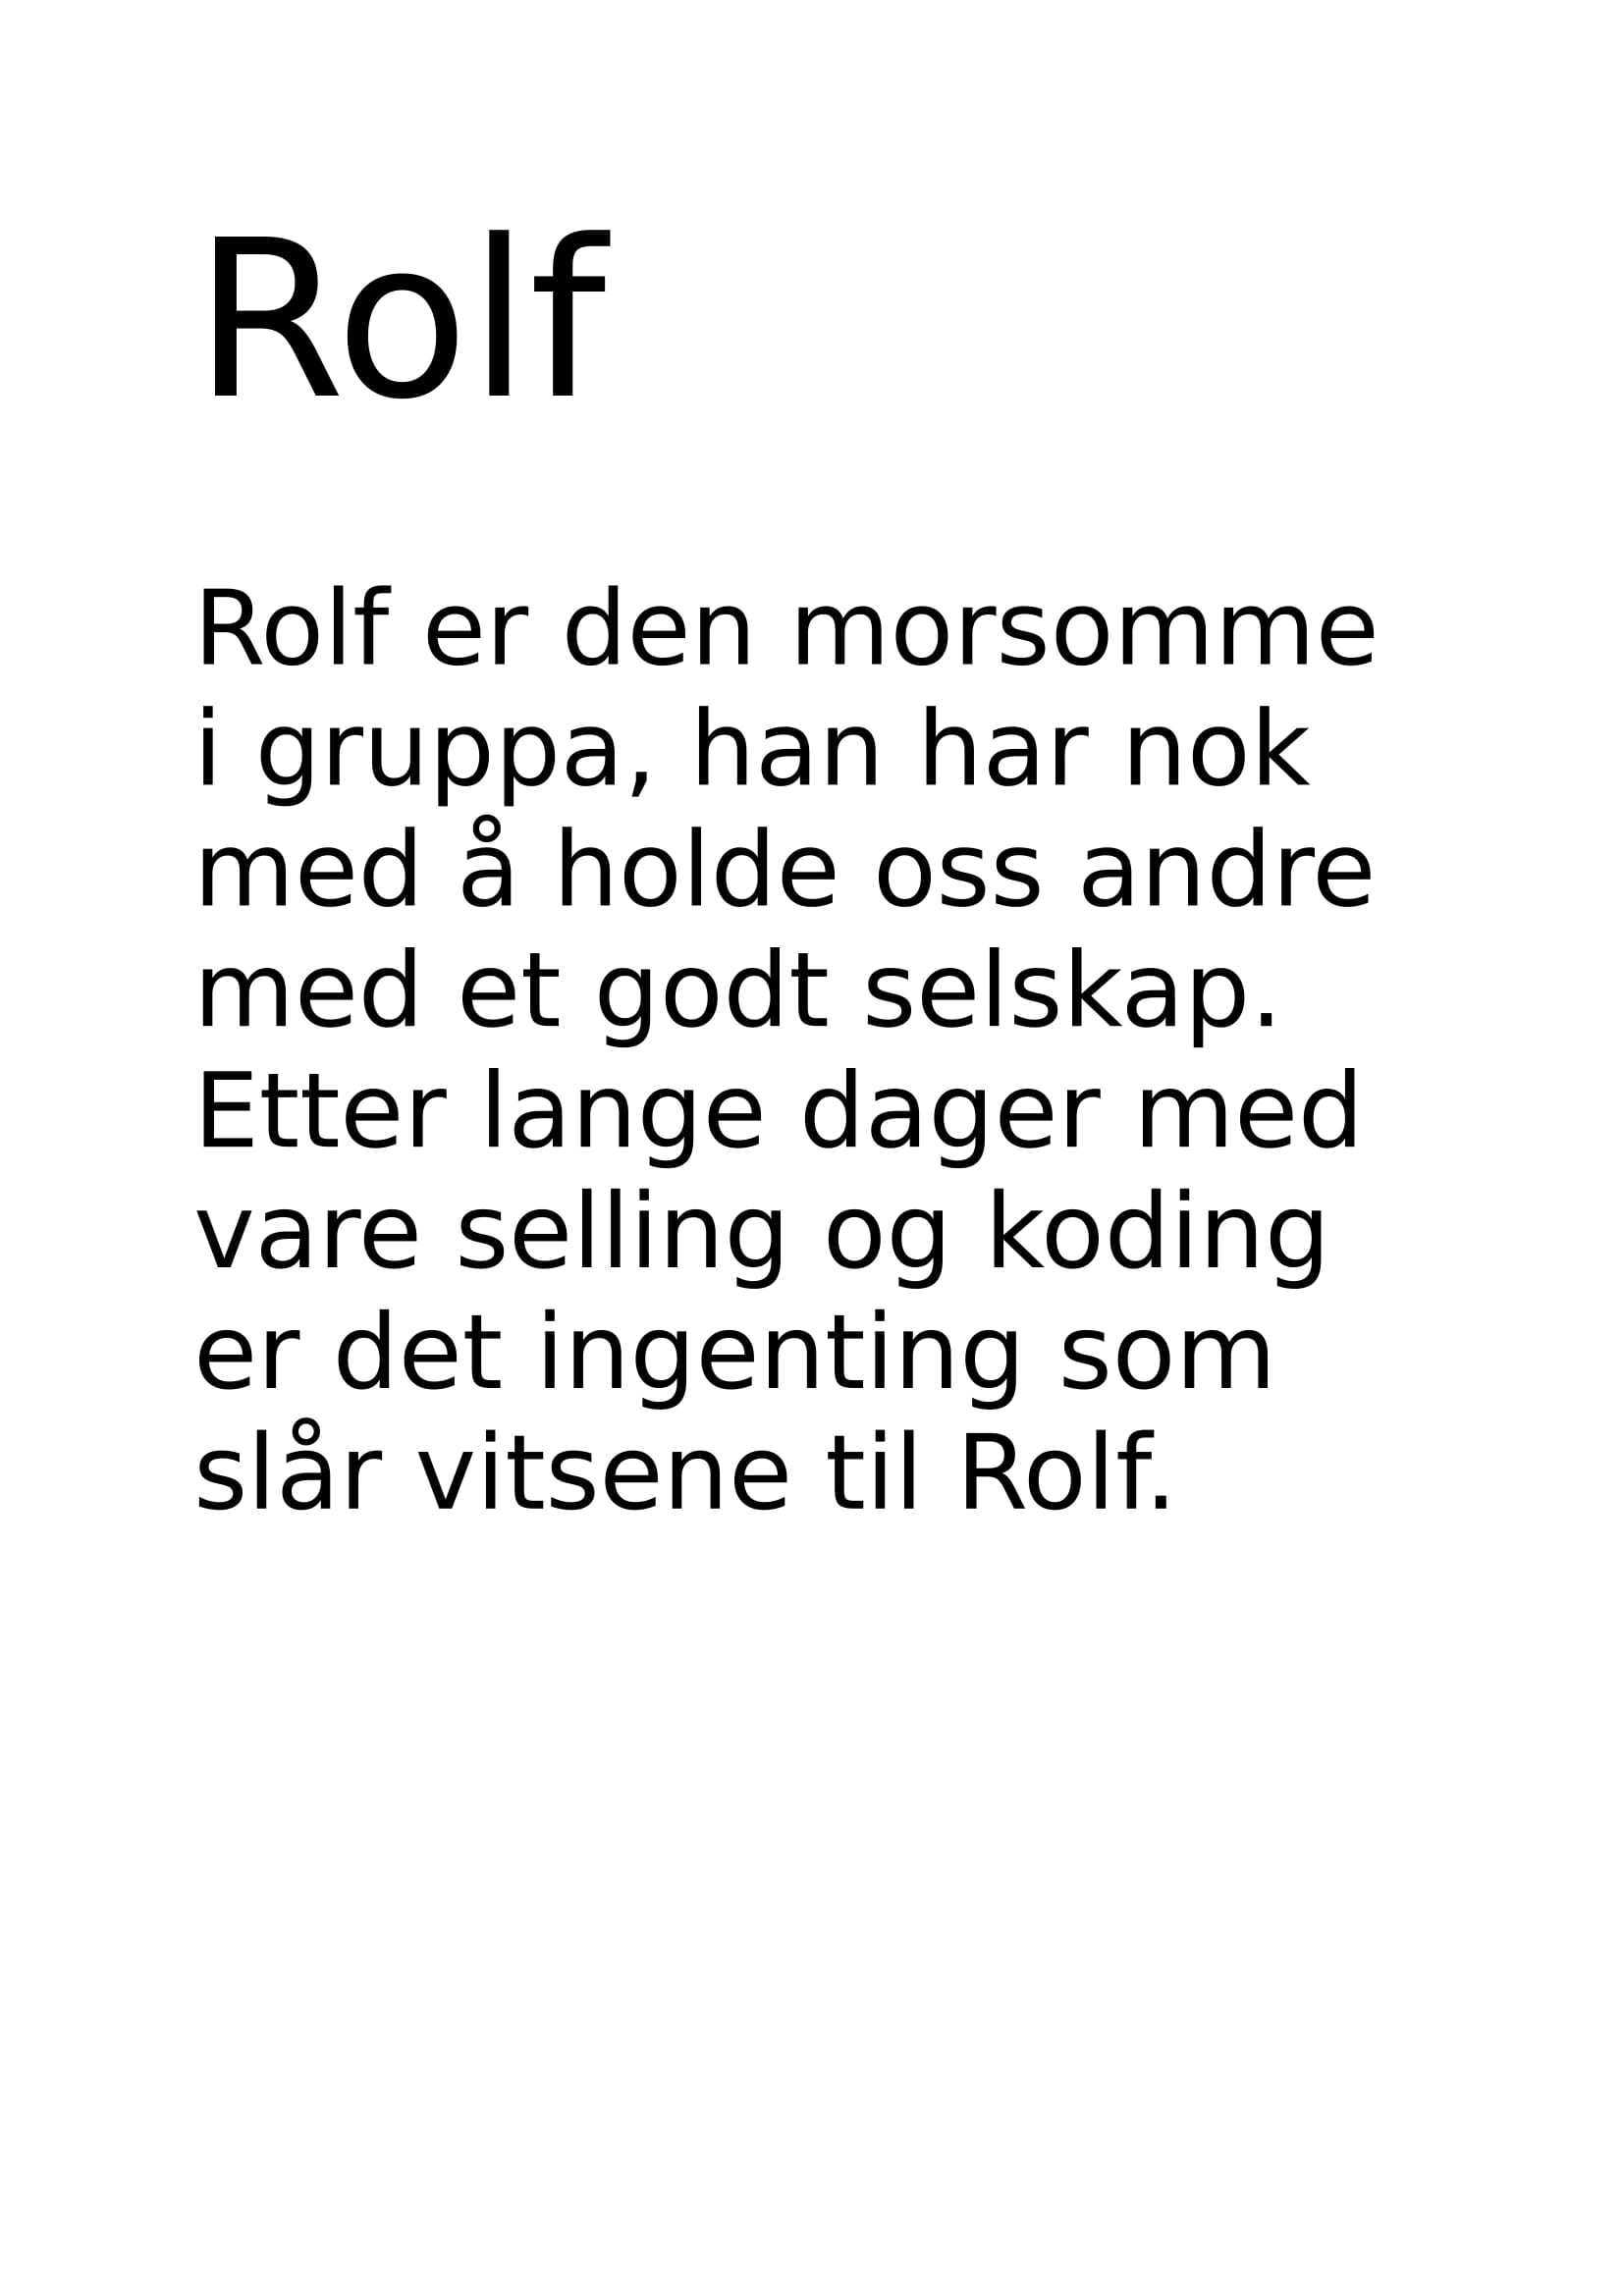 Rolf
Rolf er den morsomme
i gruppa, han har nok
med å holde oss andre
med et godt selskap.
Etter lange dager med
vare selling og koding
er det ingenting som
slår vitsene til Rolf.